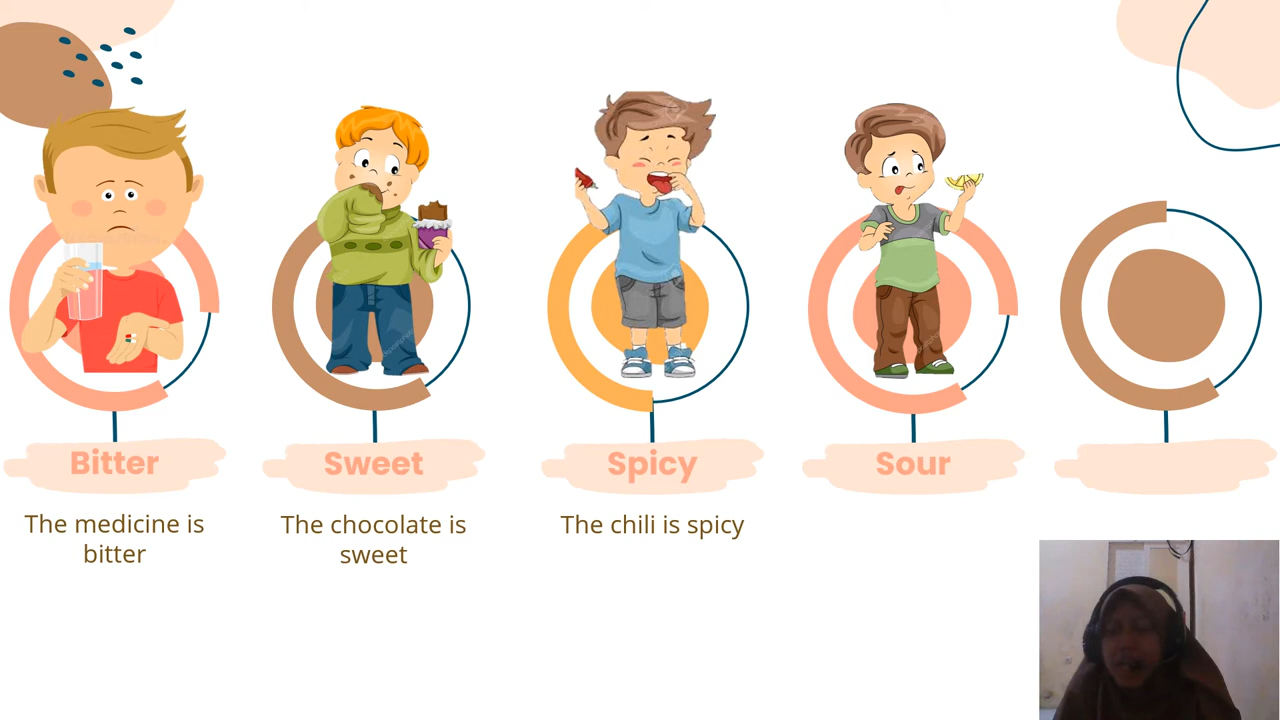 Bitter
Sweet
Spicy
Sour
The medicine is
bitter
The chocolate is
sweet
The chili is spicy